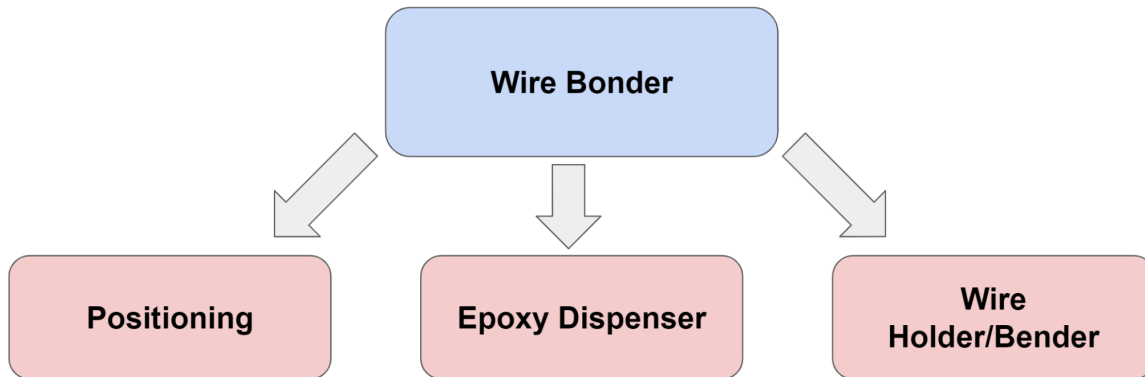 Wire Bonder
Positioning
Epoxy Dispenser
Wire
Holder/Bender